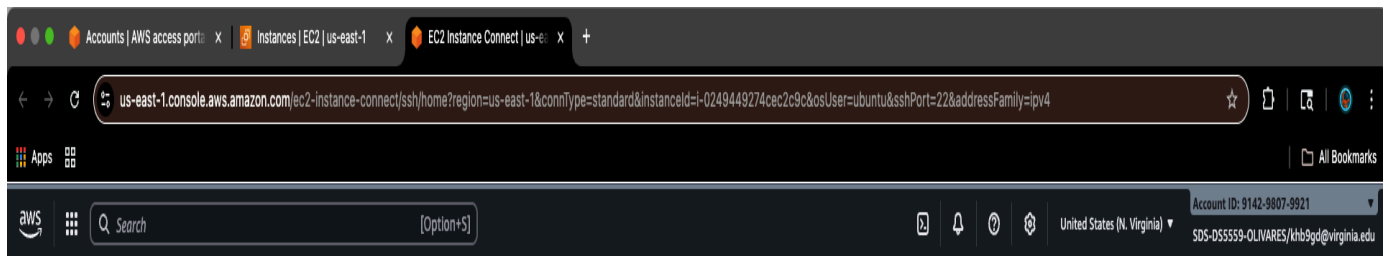 Accounts | AWS access porta
Instances | EC2 | us-east-1
EC2 Instance Connect | us-ea
us-east-1.console.aws.amazon.com/ec2-instance-connect/ssh/home?region=us-east-1&connType=standard&instanceId=i-0249449274cec2c9c&osUser=ubuntu&sshPort=22&addressFamily=ipv4
Apps
All Bookmarks
aws
Search
[Option+S]
United States (N. Virginia)
Account ID: 9142-9807-9921
SDS-DS5559-OLIVARES/khb9gd@virginia.edu